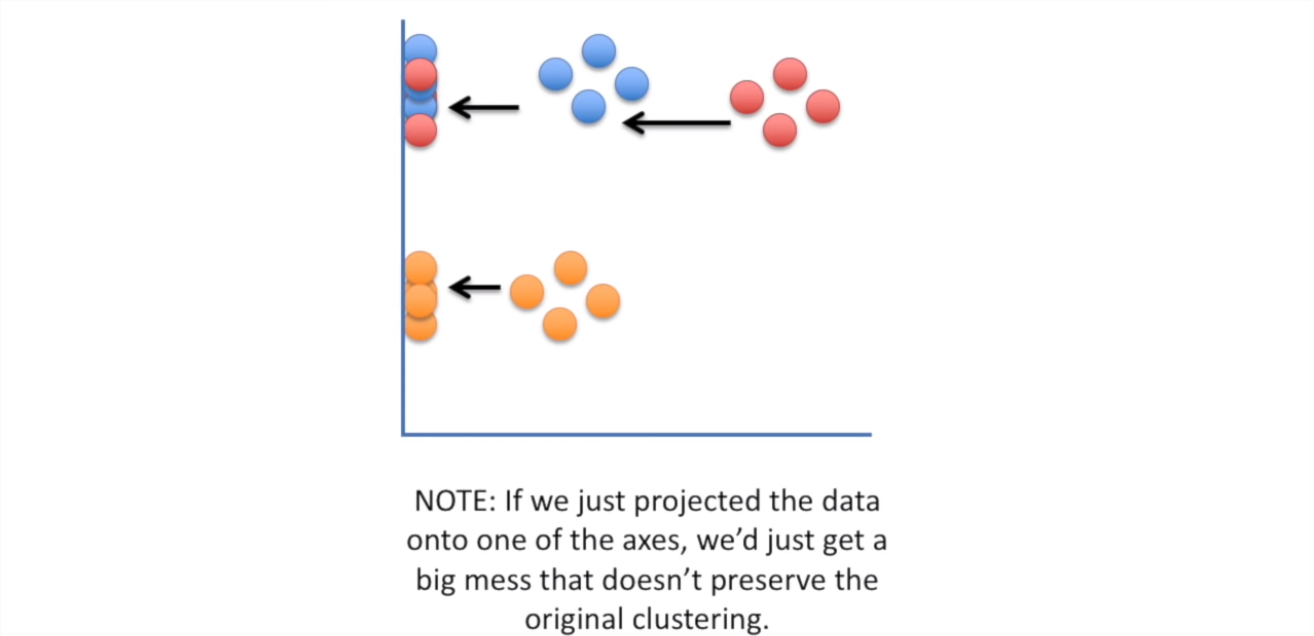 NOTE: If we just projected the data
onto one of the axes, we’d just get a
big mess that doesn’t preserve the
original clustering.